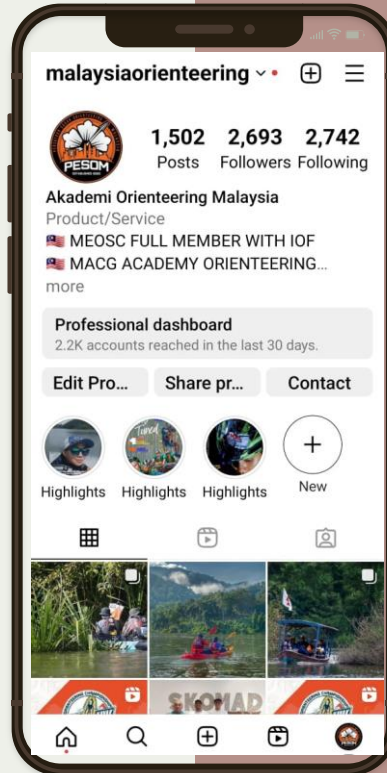 malaysiaorienteering
1,502 2,693 2,742
Posts Followers Following
PESOM
Akademi Orienteering Malaysia
Product/Service
🇲🇾 MEOSC FULL MEMBER WITH IOF
🇲🇾 MACG ACADEMY ORIENTEERING...
more
Professional dashboard
2.2K accounts reached in the last 30 days.
Edit Pro... Share pr... Contact
Highlights Highlights Highlights New
SKOMAD